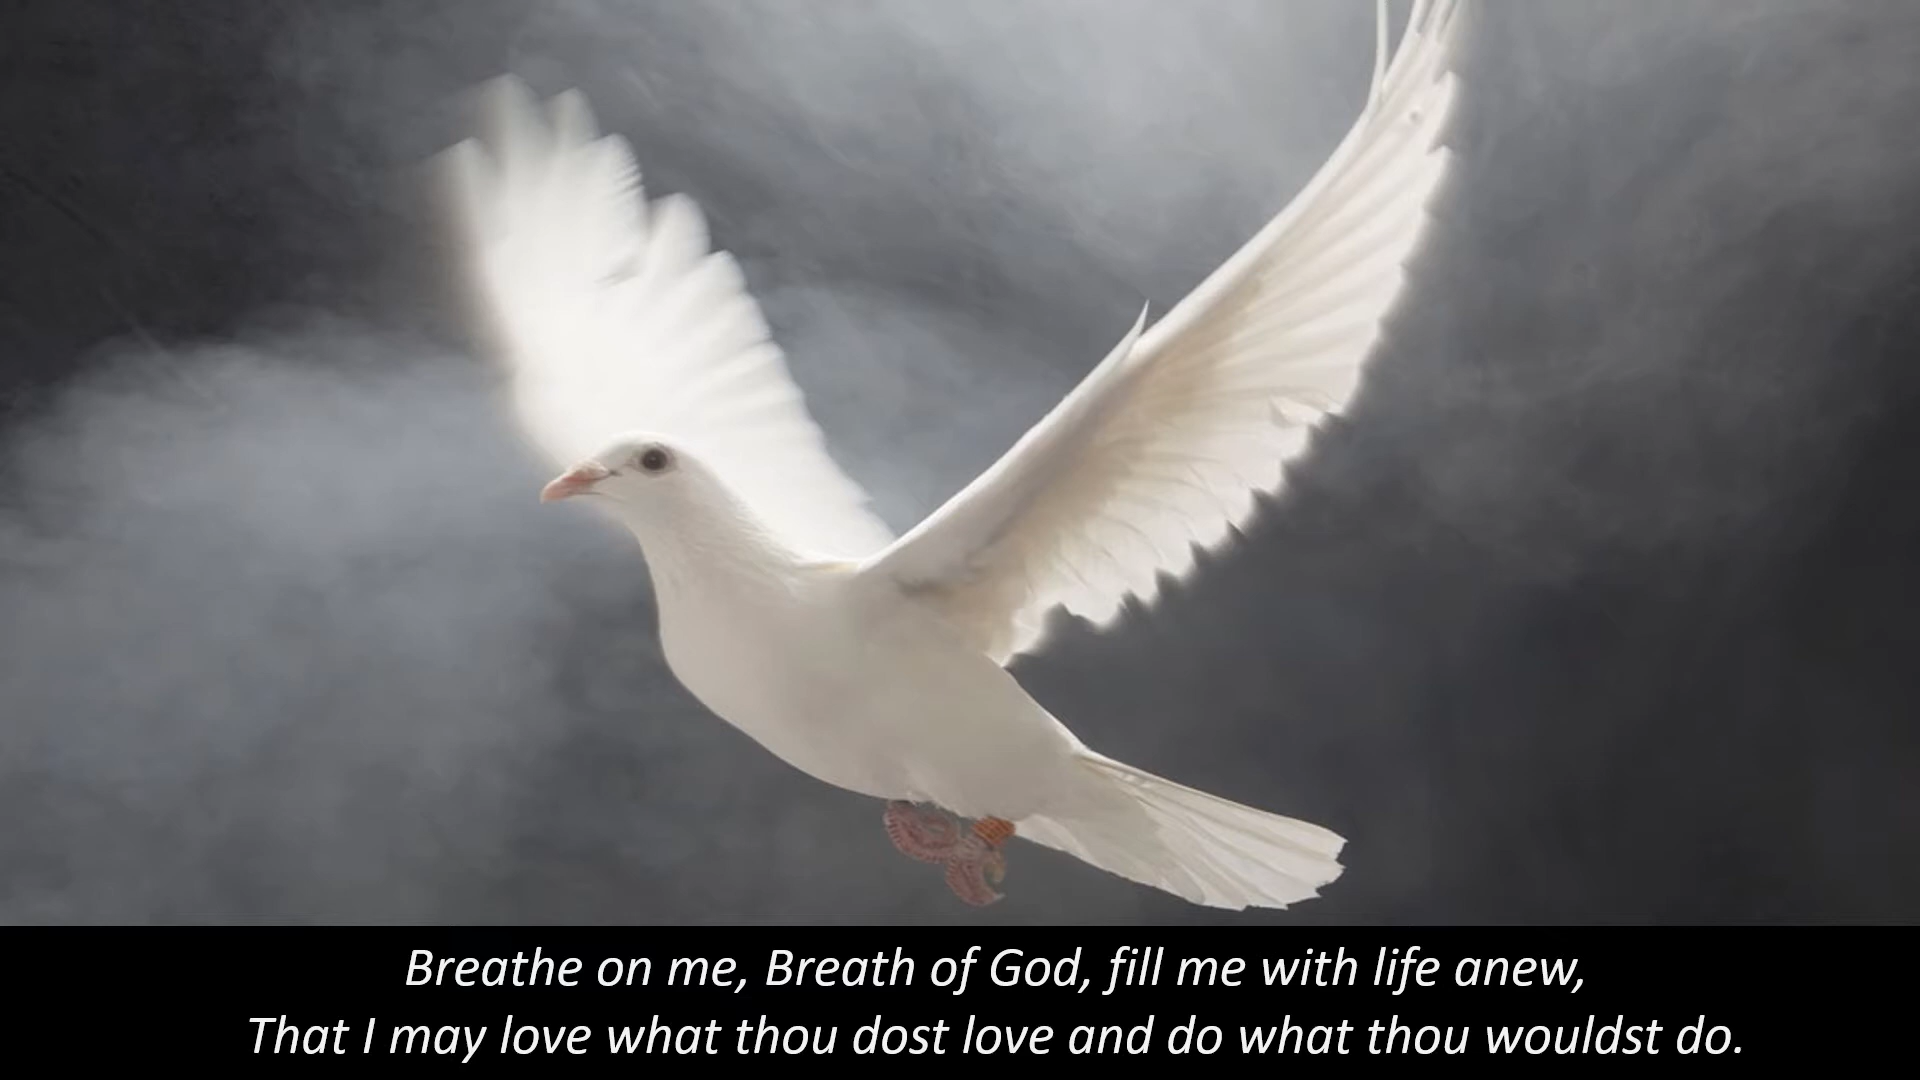 Breathe on me, Breath of God, fill me with life anew,
That I may love what thou dost love and do what thou wouldst do.